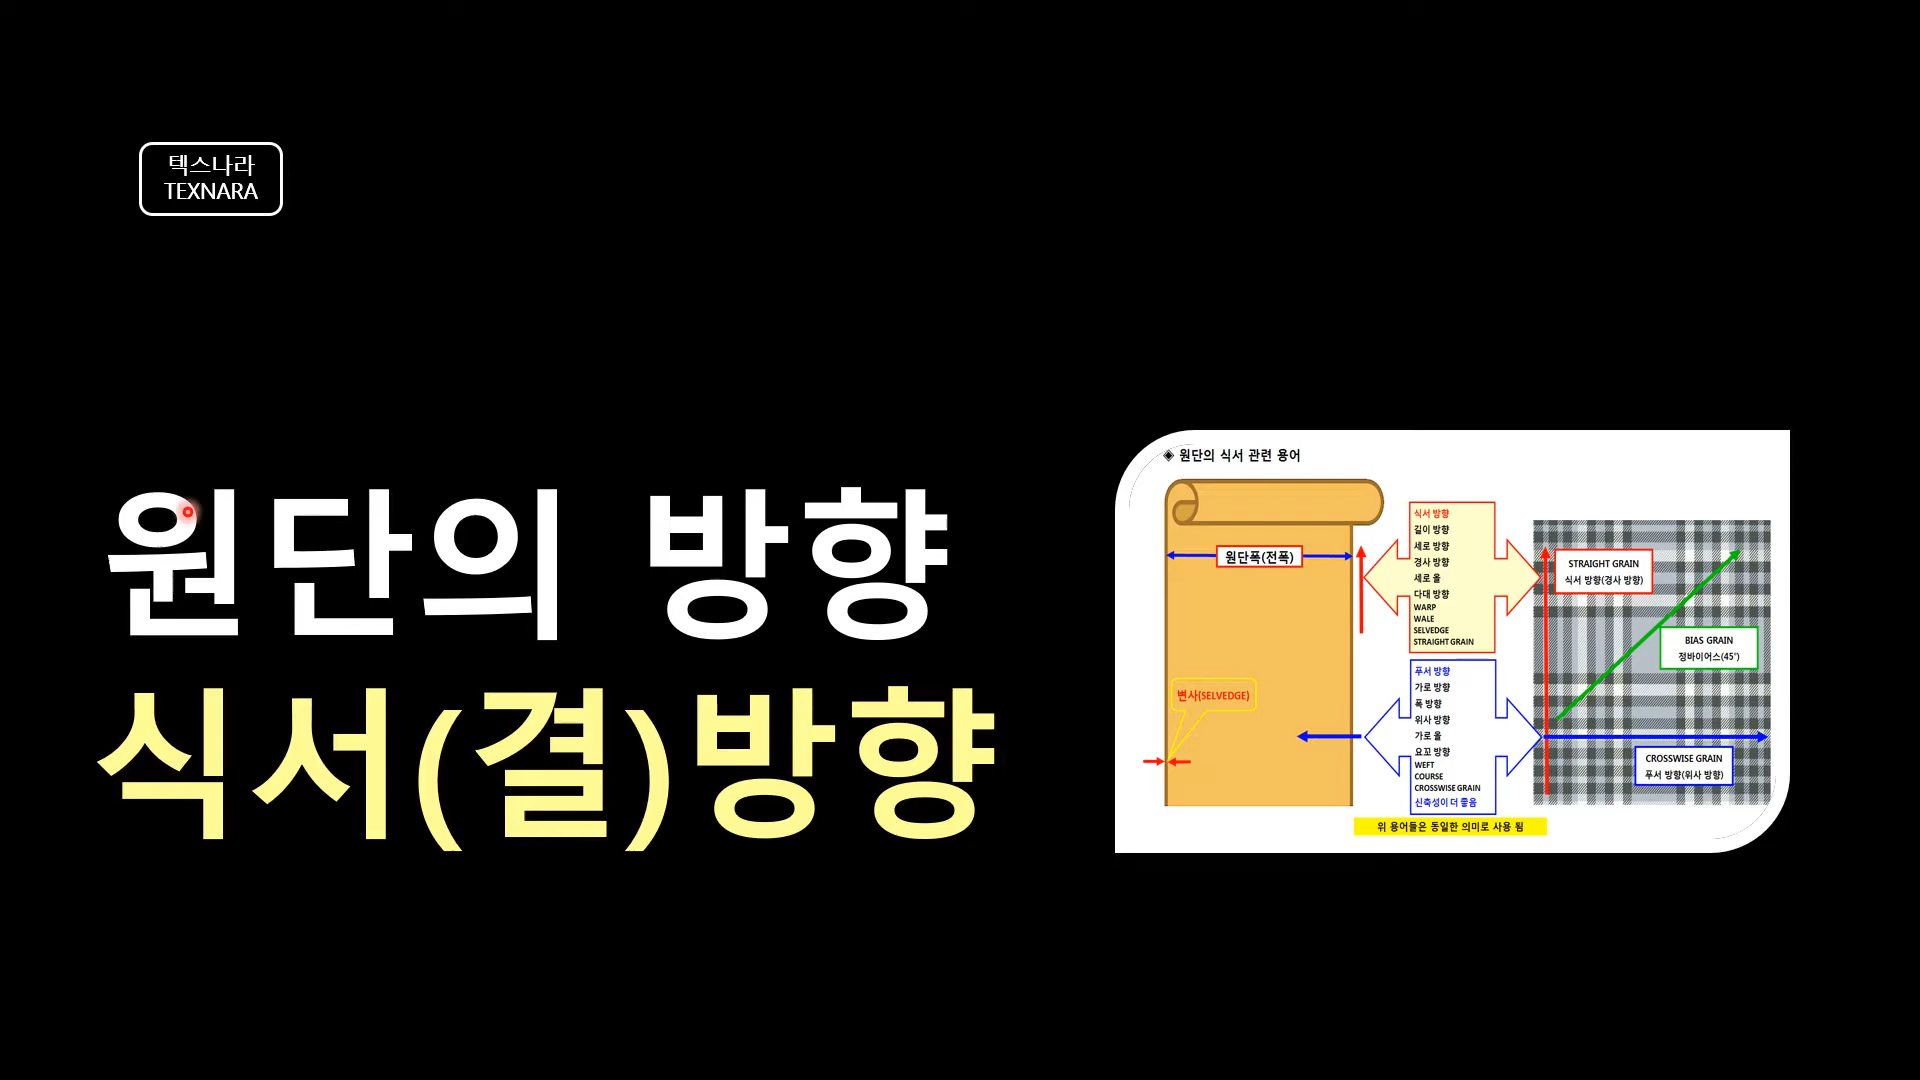 텍스나라
TEXNARA
원단의 방향
식서(결)방향
◈ 원단의 식서 관련 용어
원단폭(전폭)
변사(SELVEDGE)
식서 방향
길이 방향
세로 방향
경사 방향
세로 올
다대 방향
WARP
WALE
SELVEDGE
STRAIGHT GRAIN
푸서 방향
가로 방향
폭 방향
위사 방향
가로 올
요꼬 방향
WEFT
COURSE
CROSSWISE GRAIN
신축성이 더 좋음
위 용어들은 동일한 의미로 사용 됨
STRAIGHT GRAIN
식서 방향(경사 방향)
BIAS GRAIN
정바이어스(45°)
CROSSWISE GRAIN
푸서 방향(위사 방향)